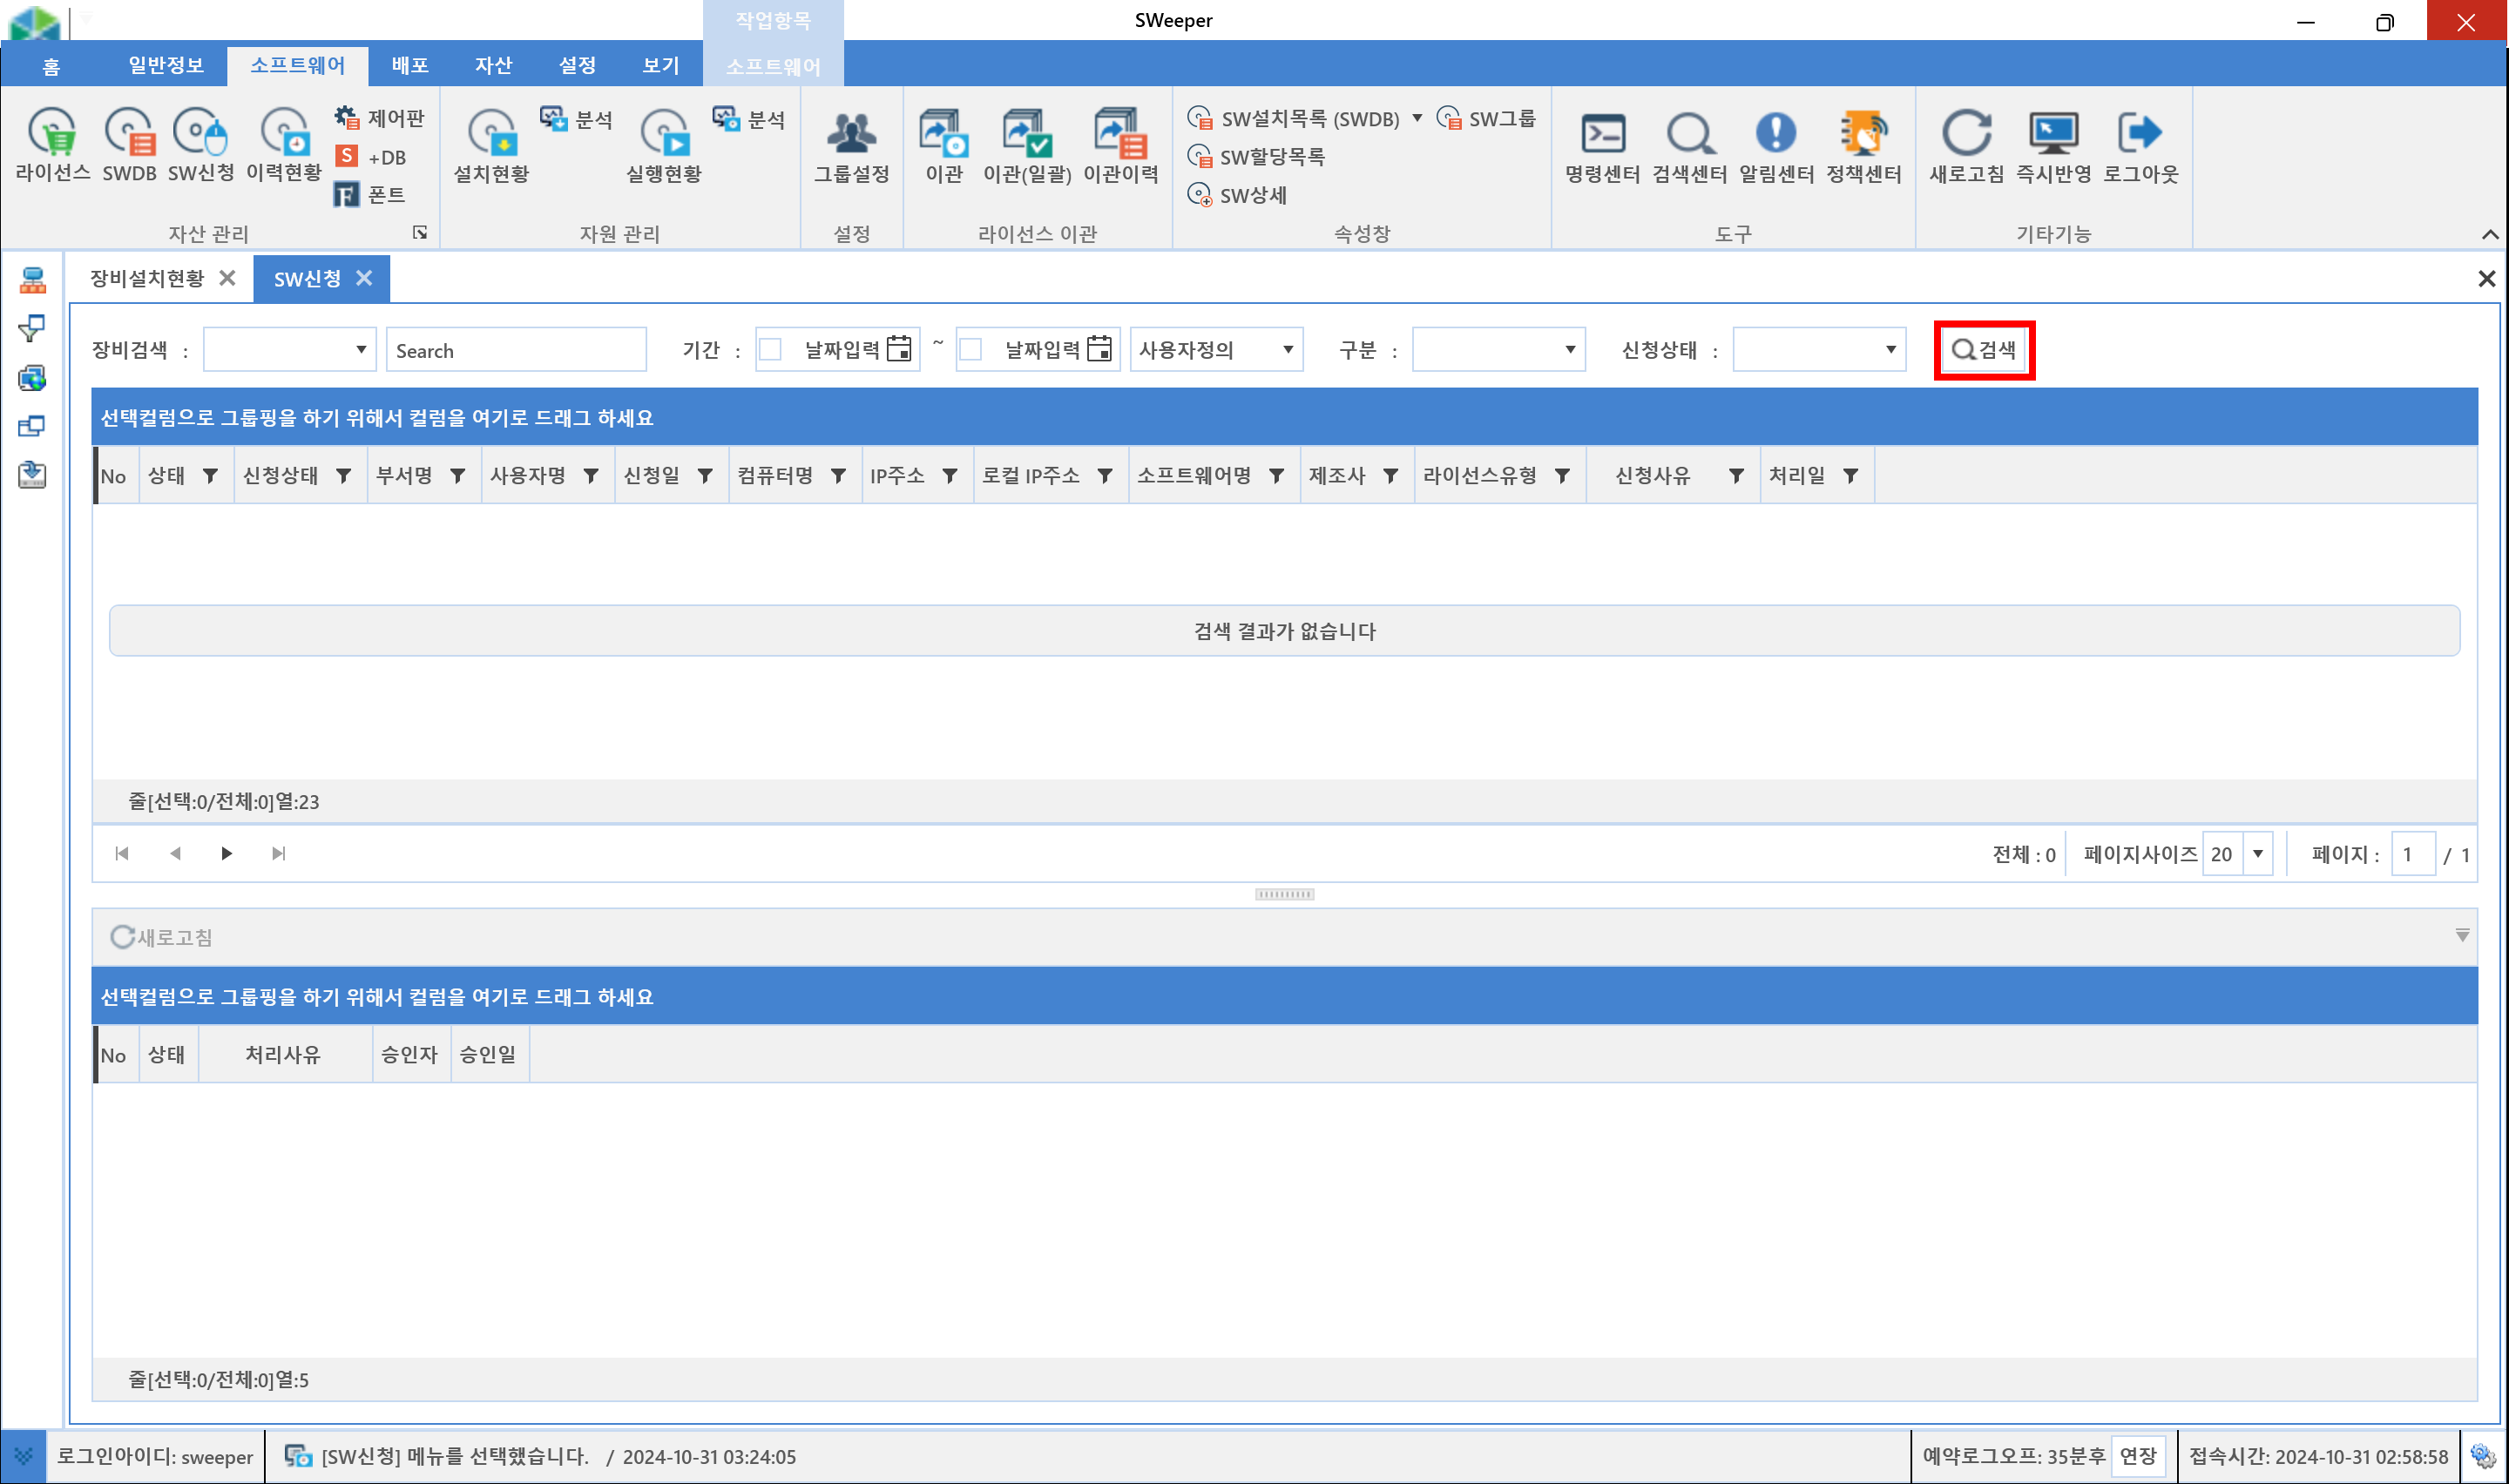 작업항목
SWeeper
홈 일반정보 소프트웨어 배포 자산 설정 보기 소프트웨어
라이선스 SWDB SW신청 이력현황
제어판
+DB
폰트
자산 관리
설치현황 분석 실행현황 분석
자원 관리
그룹설정
설정
이관 이관(일괄) 이관이력
라이선스 이관
SW설치목록 (SWDB) SW그룹
SW할당목록
SW상세
속성창
명령센터 검색센터 알림센터 정책센터
도구
새로고침 즉시반영 로그아웃
기타기능
장비설치현황 SW신청
장비검색 : Search 기간 : 날짜입력 ~ 날짜입력 사용자정의 구분 : 신청상태 : 검색
선택컬럼으로 그룹핑을 하기 위해서 컬럼을 여기로 드래그 하세요
No 상태 신청상태 부서명 사용자명 신청일 컴퓨터명 IP주소 로컬 IP주소 소프트웨어명 제조사 라이선스유형 신청사유 처리일
검색 결과가 없습니다
줄[선택:0/전체:0]열:23
전체 : 0 페이지사이즈 20 페이지 : 1 / 1
새로고침
선택컬럼으로 그룹핑을 하기 위해서 컬럼을 여기로 드래그 하세요
No 상태 처리사유 승인자 승인일
줄[선택:0/전체:0]열:5
로그인아이디: sweeper [SW신청] 메뉴를 선택했습니다. / 2024-10-31 03:24:05 예약로그오프: 35분후 연장 접속시간: 2024-10-31 02:58:58